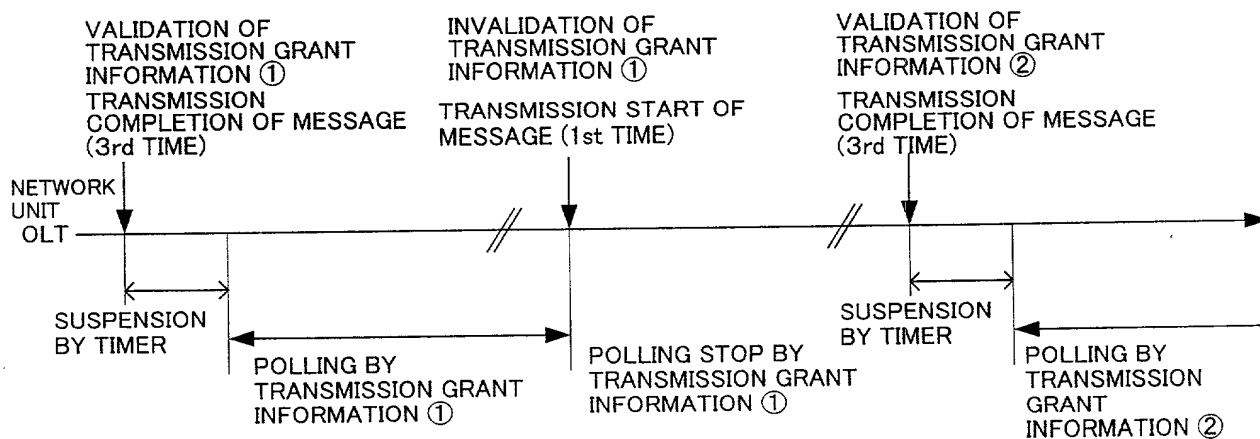 VALIDATION OF
TRANSMISSION GRANT
INFORMATION ①
TRANSMISSION
COMPLETION OF MESSAGE
(3rd TIME)
INVALIDATION OF
TRANSMISSION GRANT
INFORMATION ①
TRANSMISSION START OF
MESSAGE (1st TIME)
VALIDATION OF
TRANSMISSION GRANT
INFORMATION ②
TRANSMISSION
COMPLETION OF MESSAGE
(3rd TIME)
NETWORK
UNIT
OLT
SUSPENSION
BY TIMER
POLLING BY
TRANSMISSION GRANT
INFORMATION ①
POLLING STOP BY
TRANSMISSION GRANT
INFORMATION ①
SUSPENSION
BY TIMER
POLLING BY
TRANSMISSION
GRANT
INFORMATION ②